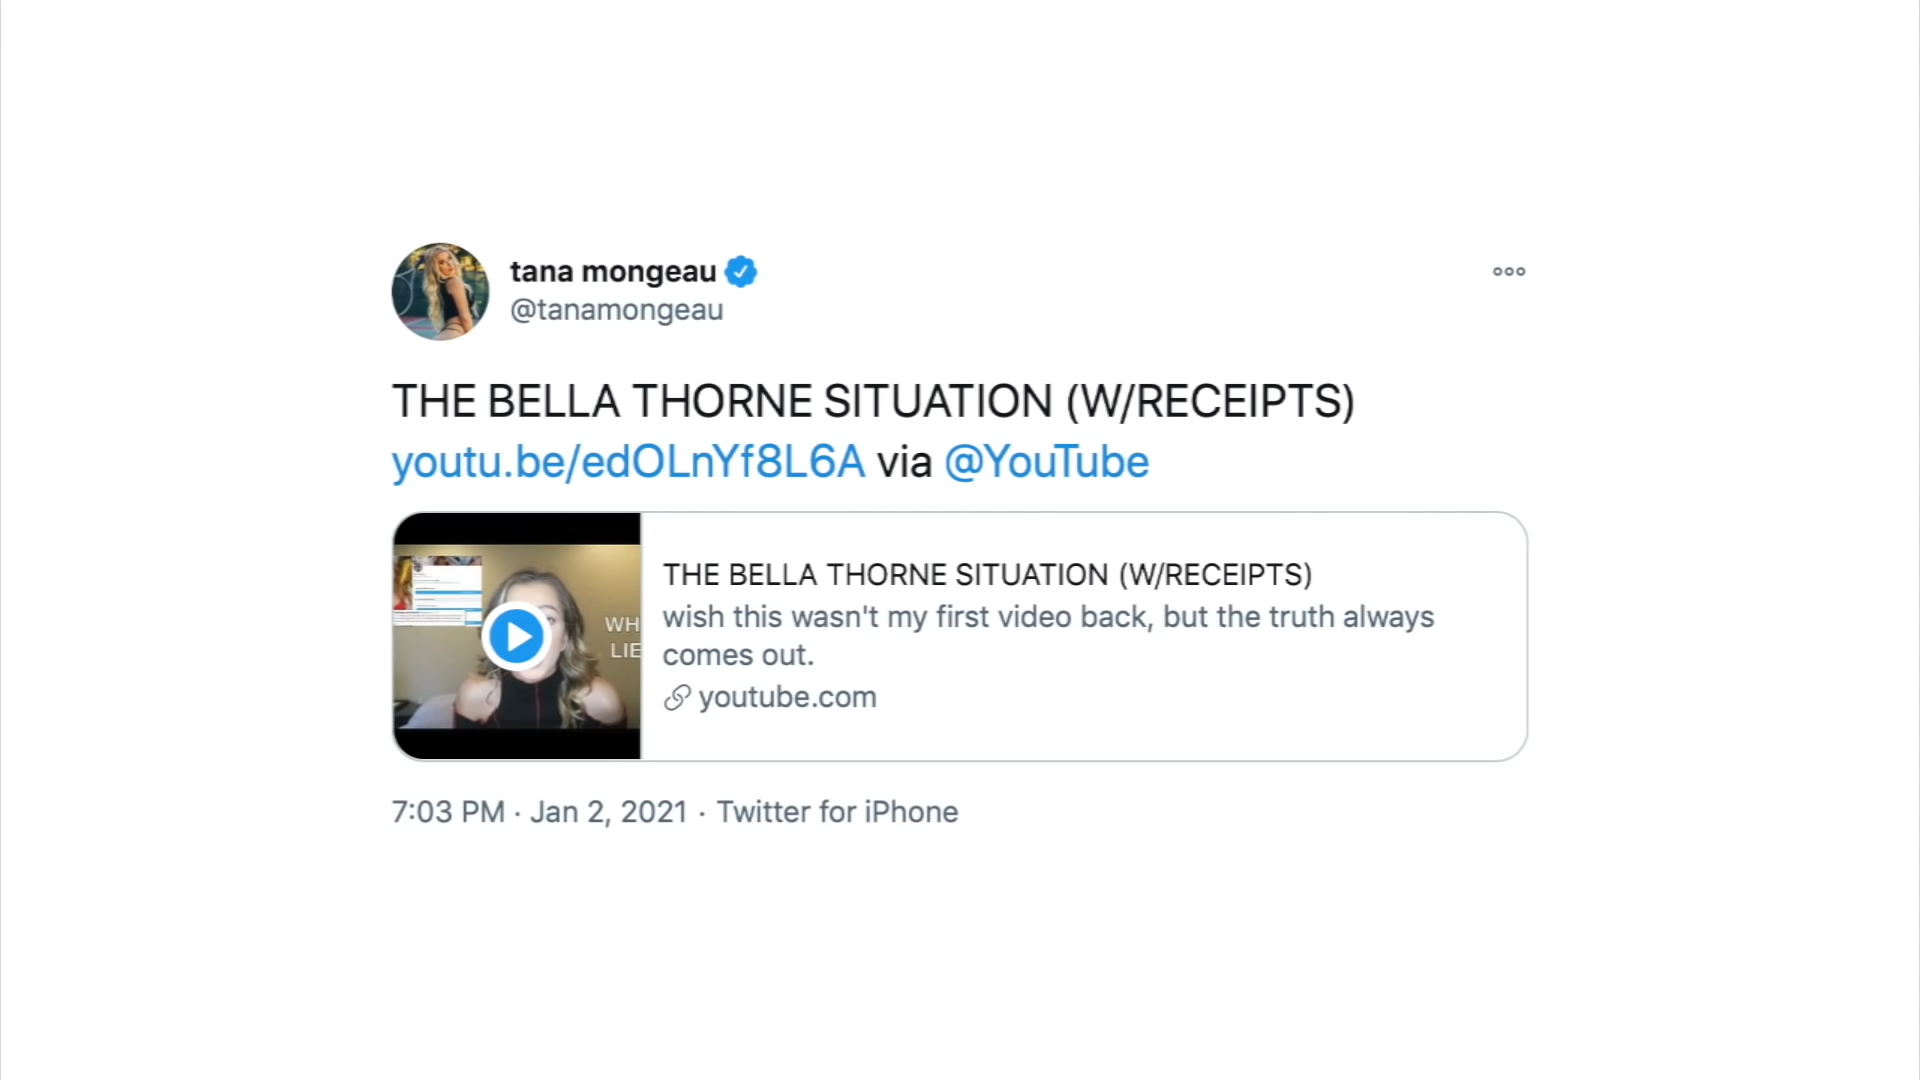 tana mongeau
@tanamongeau
THE BELLA THORNE SITUATION (W/RECEIPTS)
youtu.be/edOLnYf8L6A via @YouTube
WH
LIE
THE BELLA THORNE SITUATION (W/RECEIPTS)
wish this wasn't my first video back, but the truth always
comes out.
youtube.com
7:03 PM · Jan 2, 2021 · Twitter for iPhone